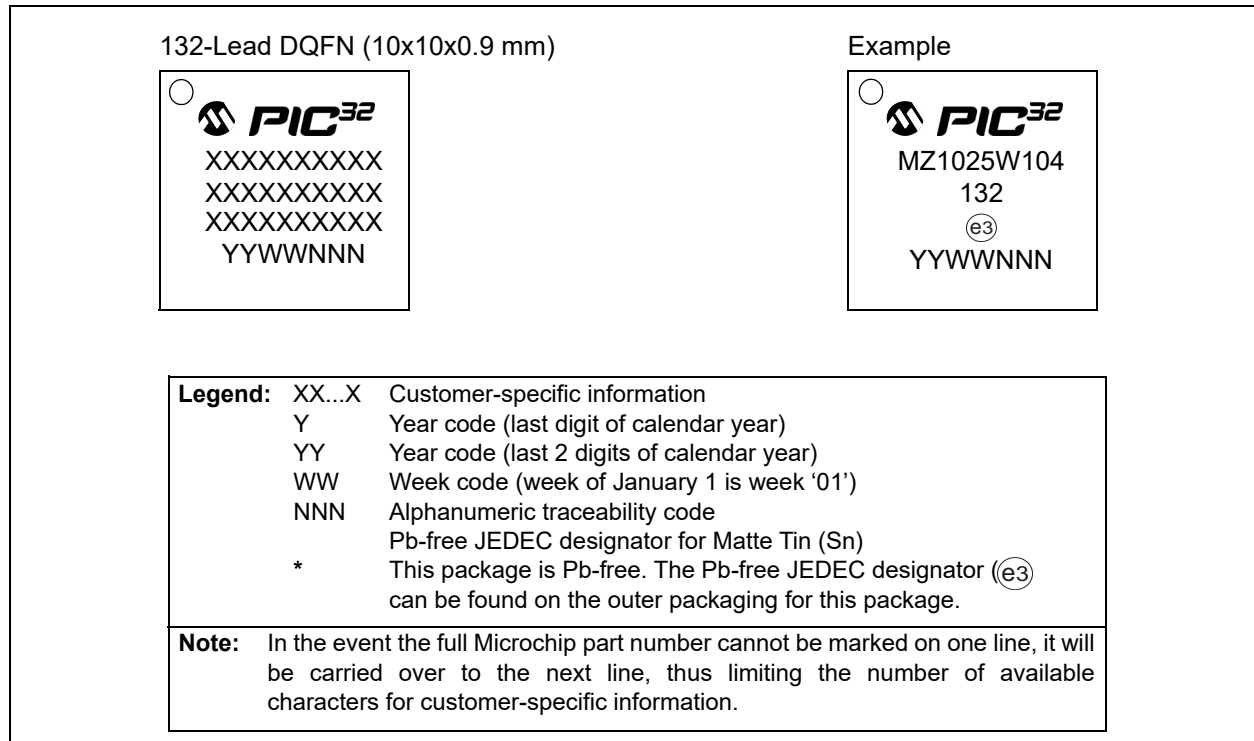 132-Lead DQFN (10x10x0.9 mm)
PIC32
XXXXXXXXXX
XXXXXXXXXX
XXXXXXXXXX
YYWWNNN
Example
PIC32
MZ1025W104
132
e3
YYWWNNN
Legend: XX...X Customer-specific information
Y Year code (last digit of calendar year)
YY Year code (last 2 digits of calendar year)
WW Week code (week of January 1 is week ‘01’)
NNN Alphanumeric traceability code
Pb-free JEDEC designator for Matte Tin (Sn)
* This package is Pb-free. The Pb-free JEDEC designator (e3)
can be found on the outer packaging for this package.
Note: In the event the full Microchip part number cannot be marked on one line, it will
be carried over to the next line, thus limiting the number of available
characters for customer-specific information.